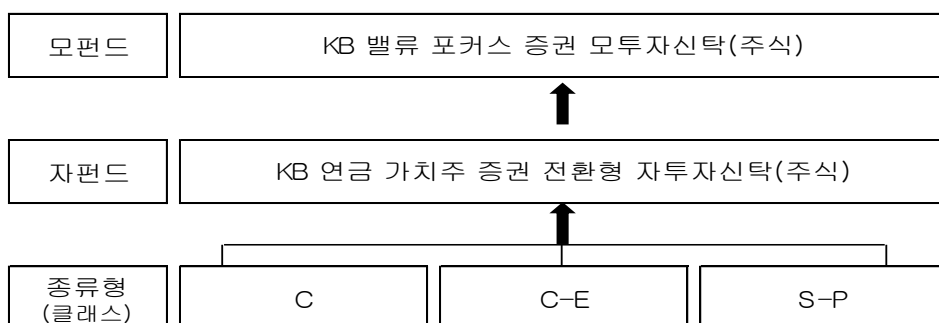 모펀드
KB 밸류 포커스 증권 모투자신탁(주식)
자펀드
KB 연금 가치주 증권 전환형 자투자신탁(주식)
종류형
(클래스)
C
C-E
S-P